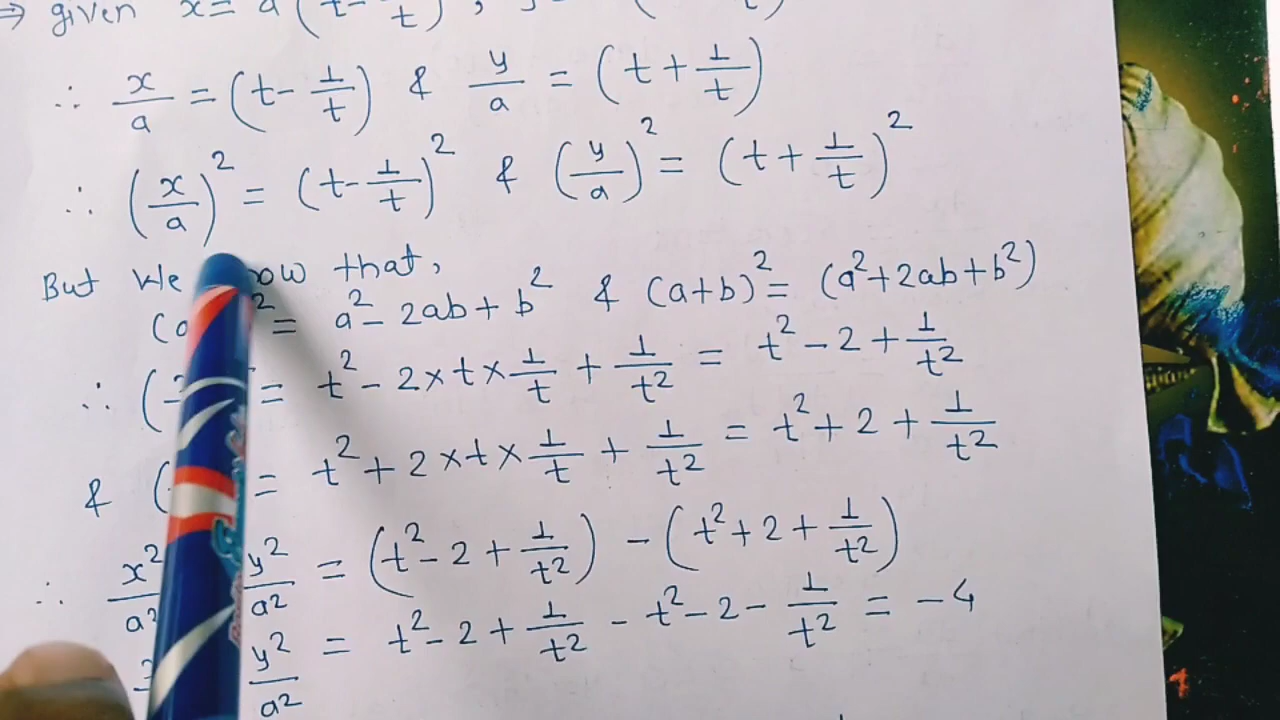 ⇒ given x = a(t-1/t),
∴ x/a = (t - 1/t) & y/a = (t + 1/t)
∴ (x/a)² = (t - 1/t)² & (y/a)² = (t + 1/t)²
But We that,
(a ² = a² - 2ab + b² & (a+b)² = (a²+2ab+b²)
∴ ( = t² - 2×t×1/t + 1/t² = t² - 2 + 1/t²
& ( = t² + 2×t×1/t + 1/t² = t² + 2 + 1/t²
∴ x²/a² y²/a² = (t² - 2 + 1/t²) - (t² + 2 + 1/t²)
y²/a² = t² - 2 + 1/t² - t² - 2 - 1/t² = -4